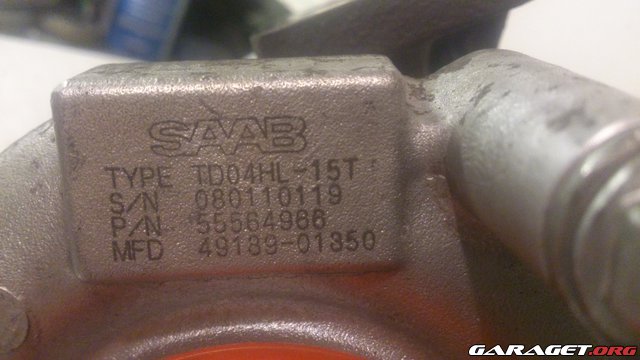 SAAB
TYPE TD04HL-15T
S/N 080110119
P/N 55564986
MFD 49189-01350
GARAGET.ORG